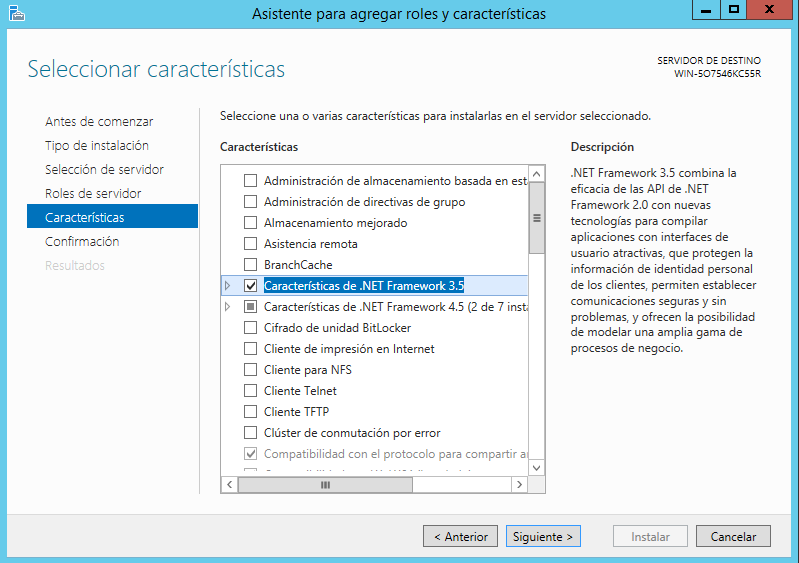 Asistente para agregar roles y características
Seleccionar características
SERVIDOR DE DESTINO
WIN-5O7546KC55R
Antes de comenzar
Tipo de instalación
Selección de servidor
Roles de servidor
Características
Confirmación
Resultados
Seleccione una o varias características para instalarlas en el servidor seleccionado.
Características
Administración de almacenamiento basada en est
Administración de directivas de grupo
Almacenamiento mejorado
Asistencia remota
BranchCache
Características de .NET Framework 3.5
Características de .NET Framework 4.5 (2 de 7 insta
Cifrado de unidad BitLocker
Cliente de impresión en Internet
Cliente para NFS
Cliente Telnet
Cliente TFTP
Clúster de conmutación por error
Compatibilidad con el protocolo para compartir ar
Descripción
.NET Framework 3.5 combina la
eficacia de las API de .NET
Framework 2.0 con nuevas
tecnologías para compilar
aplicaciones con interfaces de
usuario atractivas, que protegen la
información de identidad personal
de los clientes, permiten establecer
comunicaciones seguras y sin
problemas, y ofrecen la posibilidad
de modelar una amplia gama de
procesos de negocio.
< Anterior
Siguiente >
Instalar
Cancelar